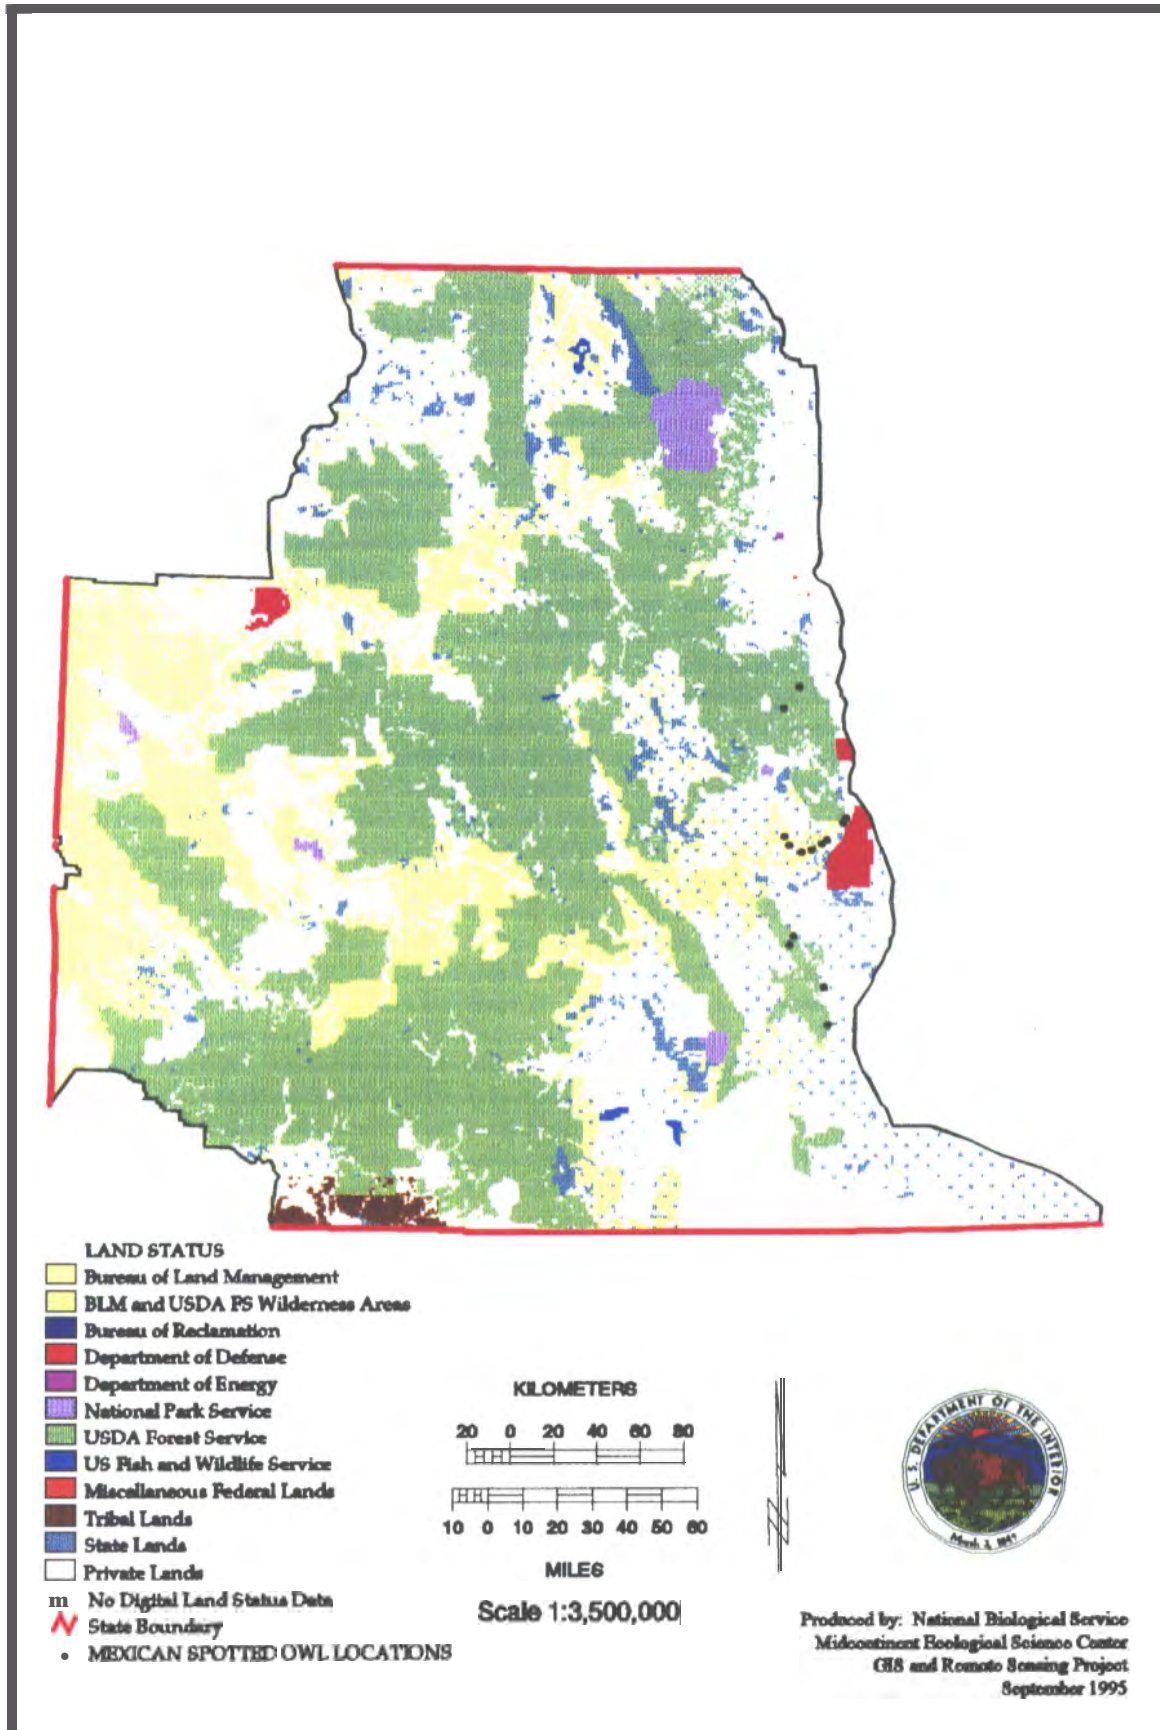 LAND STATUS
Bureau of Land Management
BLM and USDA FS Wilderness Areas
Bureau of Reclamation
Department of Defense
Department of Energy
National Park Service
USDA Forest Service
US Fish and Wildlife Service
Miscellaneous Federal Lands
Tribal Lands
State Lands
Private Lands
m No Digital Land Status Data
State Boundary
• MEXICAN SPOTTED OWL LOCATIONS
KILOMETERS
20 0 20 40 60 80
10 0 10 20 30 40 50 60
MILES
Scale 1:3,500,000
U. S. DEPARTMENT OF THE INTERIOR
March 3, 1849
Produced by: National Biological Service
Midcontinent Ecological Science Center
GIS and Remote Sensing Project
September 1995